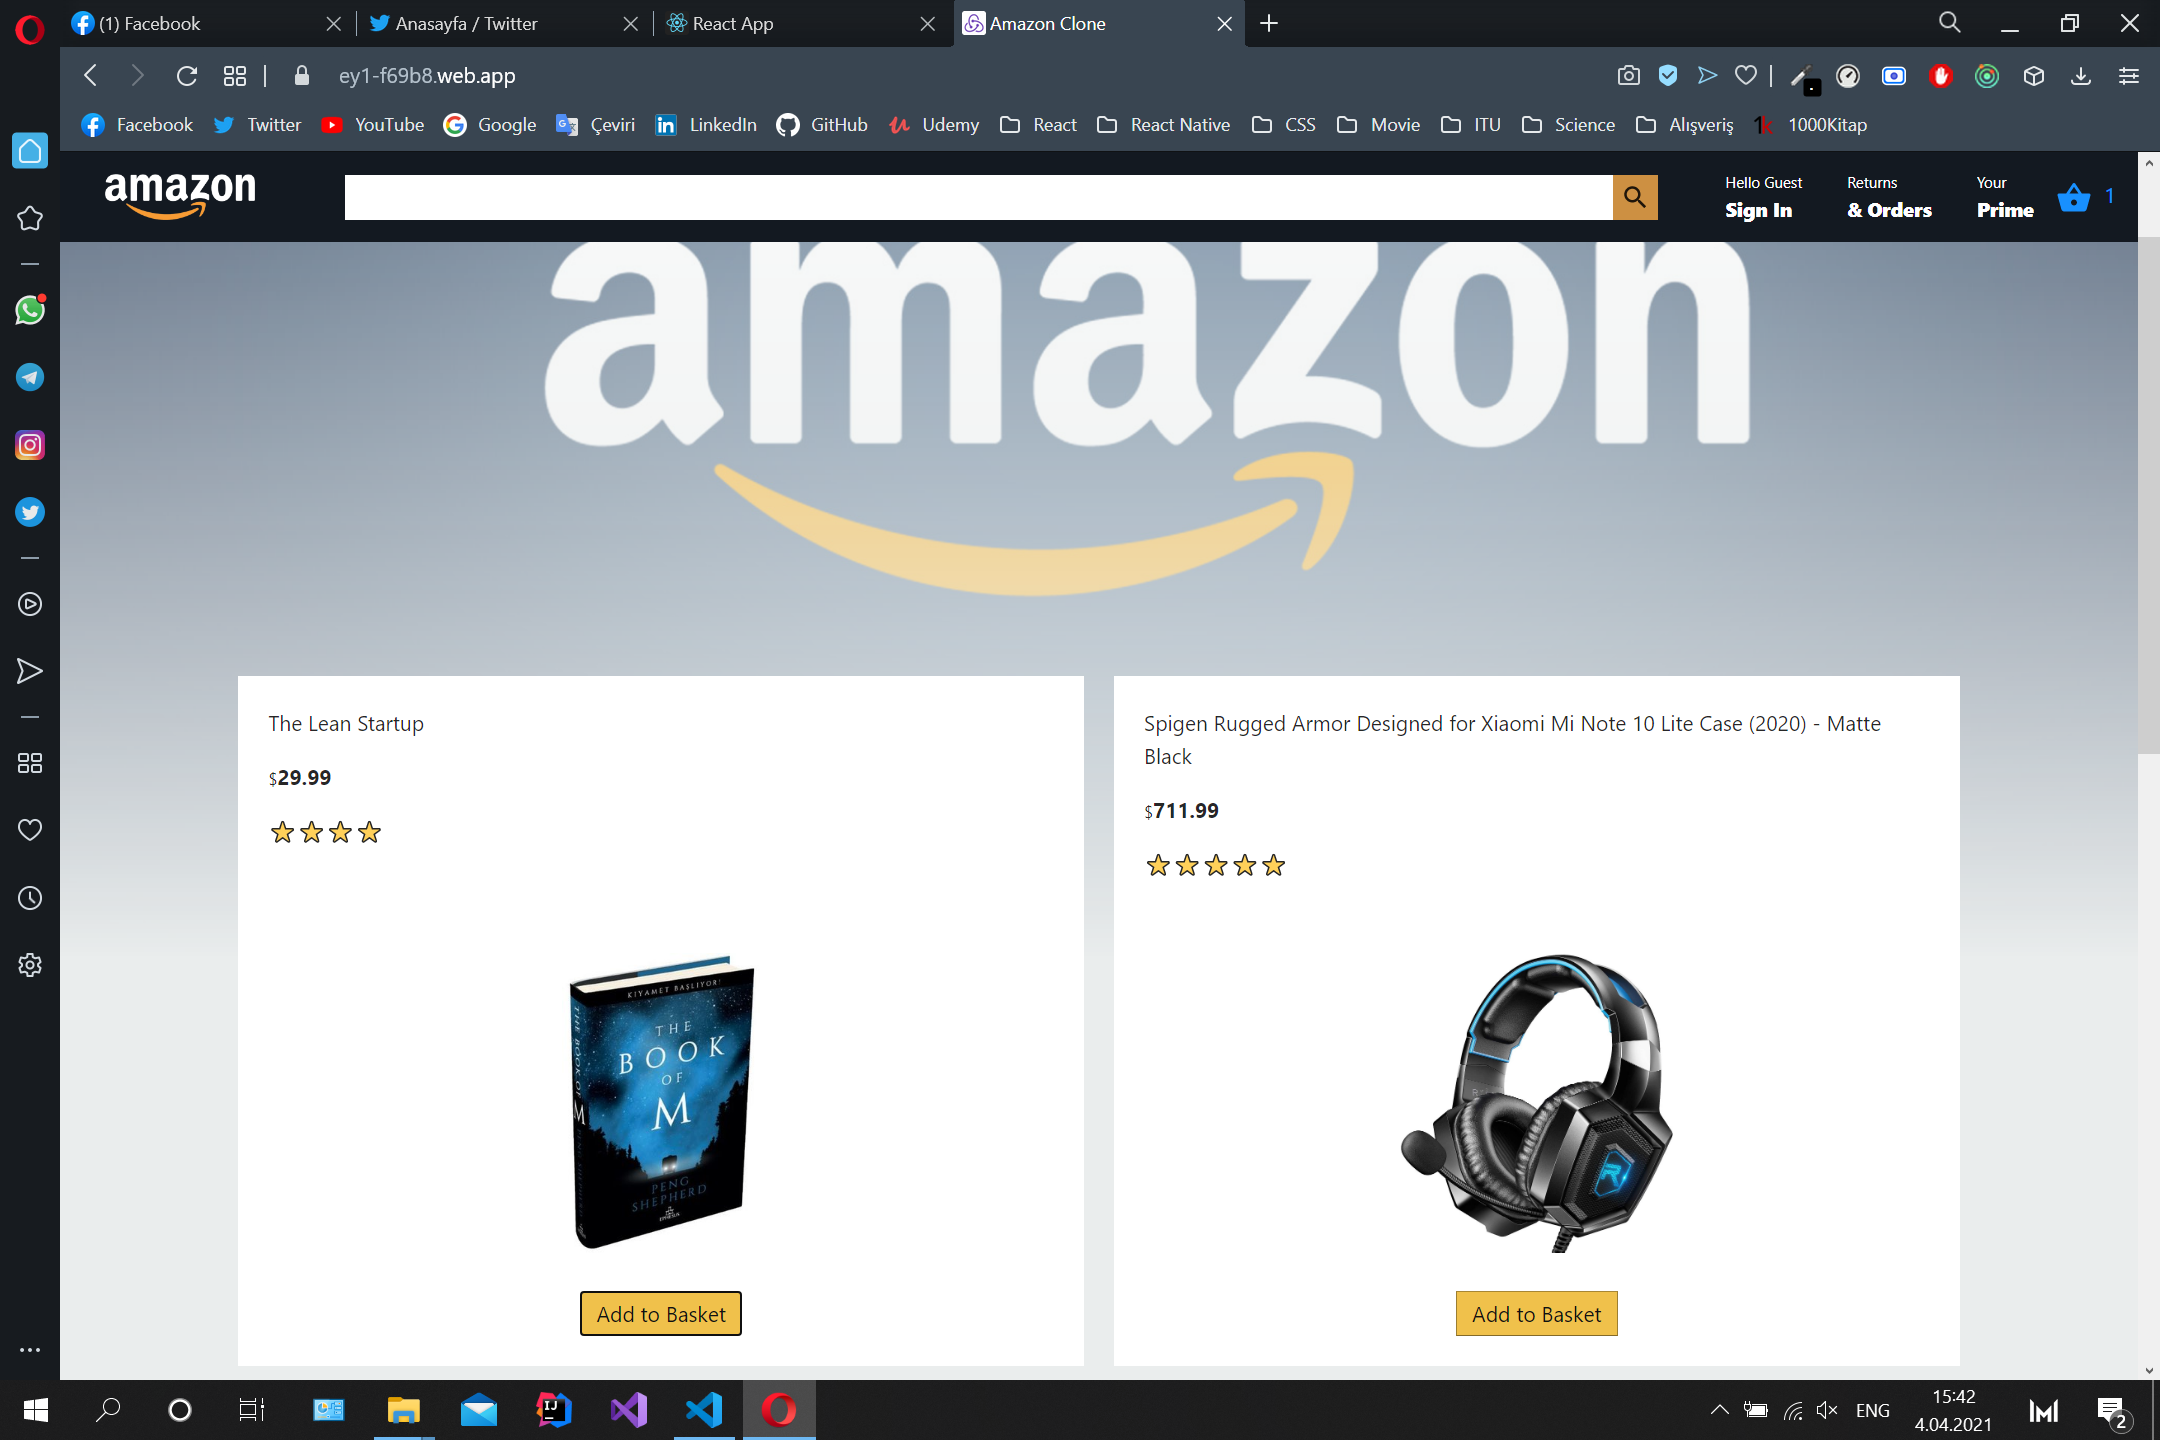 (1) Facebook
Anasayfa / Twitter
React App
Amazon Clone
ey1-f69b8.web.app
Facebook
Twitter
YouTube
Google
Çeviri
LinkedIn
GitHub
Udemy
React
React Native
CSS
Movie
ITU
Science
Alışveriş
1000Kitap
amazon
Hello Guest
Sign In
Returns
& Orders
Your
Prime
1
amazon
The Lean Startup
$29.99
KIYAMET BAŞLIYOR!
THE
BOOK
OF
M
PENG
SHEPHERD
THE BOOK OF M
Add to Basket
Spigen Rugged Armor Designed for Xiaomi Mi Note 10 Lite Case (2020) - Matte
Black
$711.99
R
Add to Basket
IJ
ENG
15:42
4.04.2021
2